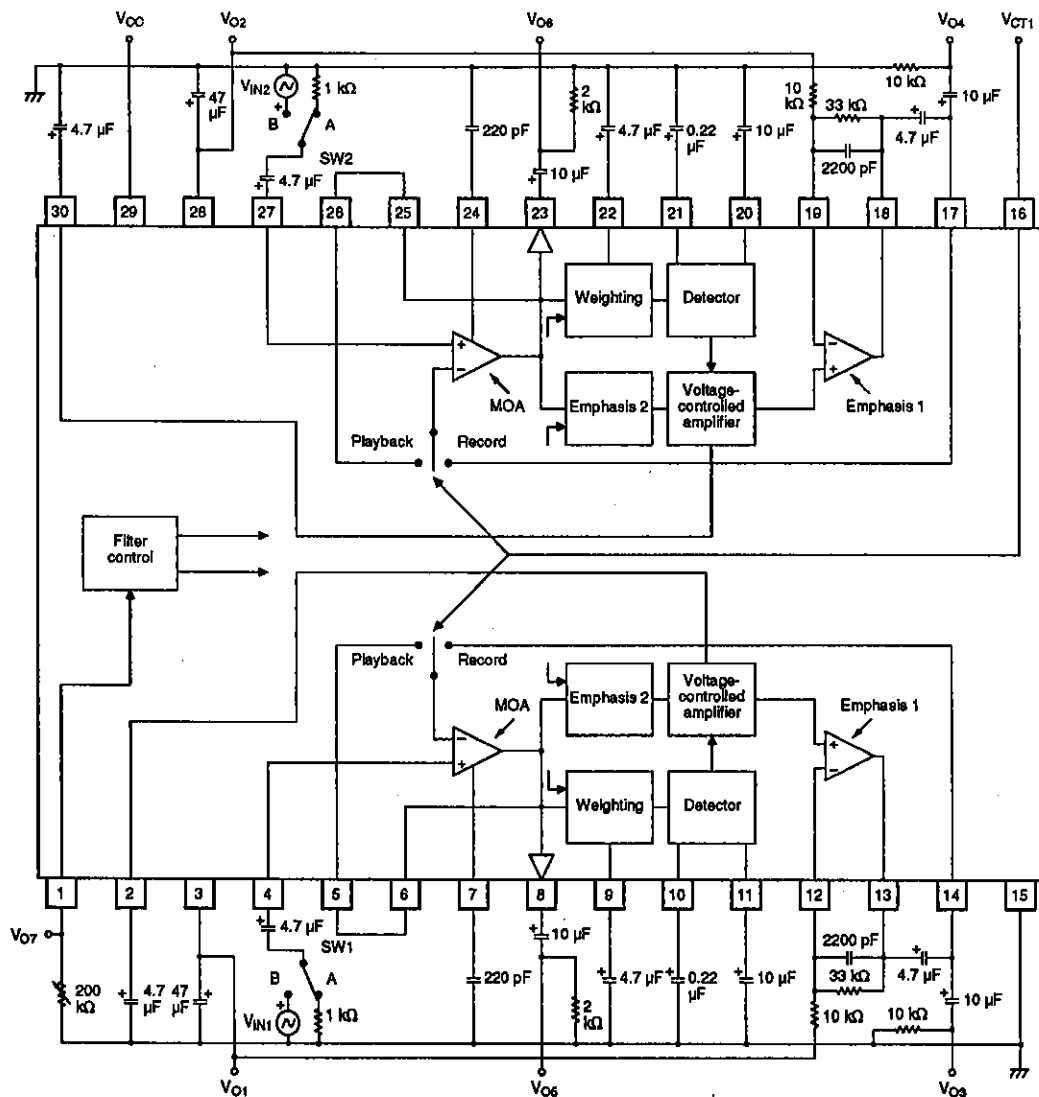 VCC VO2 VO6 VO4 VCT1
VIN2 1 kΩ
B A
SW2
4.7 µF
47 µF
4.7 µF
220 pF
2 kΩ
10 µF
4.7 µF
0.22 µF
10 µF
10 kΩ
33 kΩ
2200 pF
4.7 µF
10 kΩ
10 µF
30 29 28 27 26 25 24 23 22 21 20 19 18 17 16
Weighting
Detector
+
−
MOA
Emphasis 2
Voltage-
controlled
amplifier
−
+
Emphasis 1
Playback Record
Filter
control
Playback Record
MOA
−
+
Emphasis 2
Voltage-
controlled
amplifier
Emphasis 1
+
−
Weighting
Detector
1 2 3 4 5 6 7 8 9 10 11 12 13 14 15
VO7
200 kΩ
4.7 µF
47 µF
4.7 µF
SW1
B A
VIN1 1 kΩ
220 pF
10 µF
2 kΩ
4.7 µF
0.22 µF
10 µF
2200 pF
33 kΩ
10 kΩ
4.7 µF
10 kΩ
10 µF
VO1 VO5 VO3